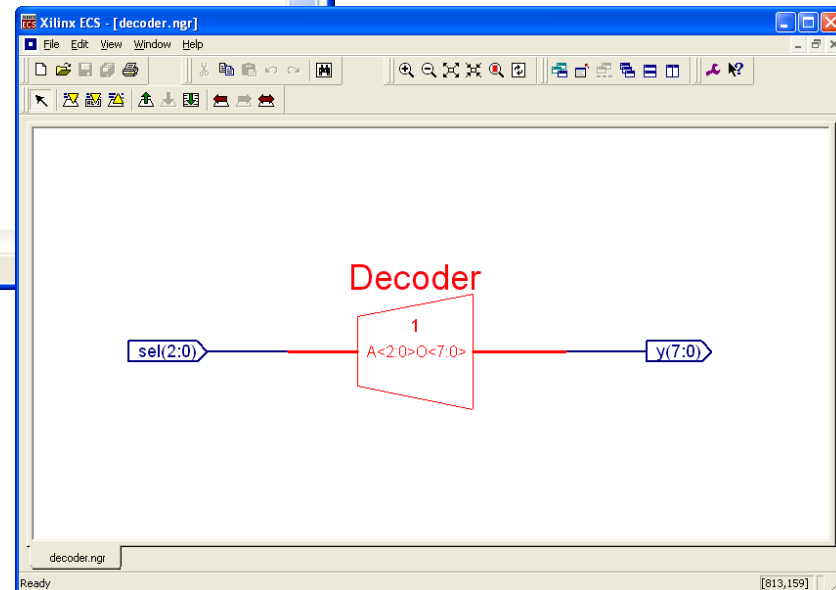 Xilinx ECS - [decoder.ngr]
File Edit View Window Help
Decoder
1
sel(2:0) A<2:0> O<7:0> y(7:0)
decoder.ngr
Ready [813,159]